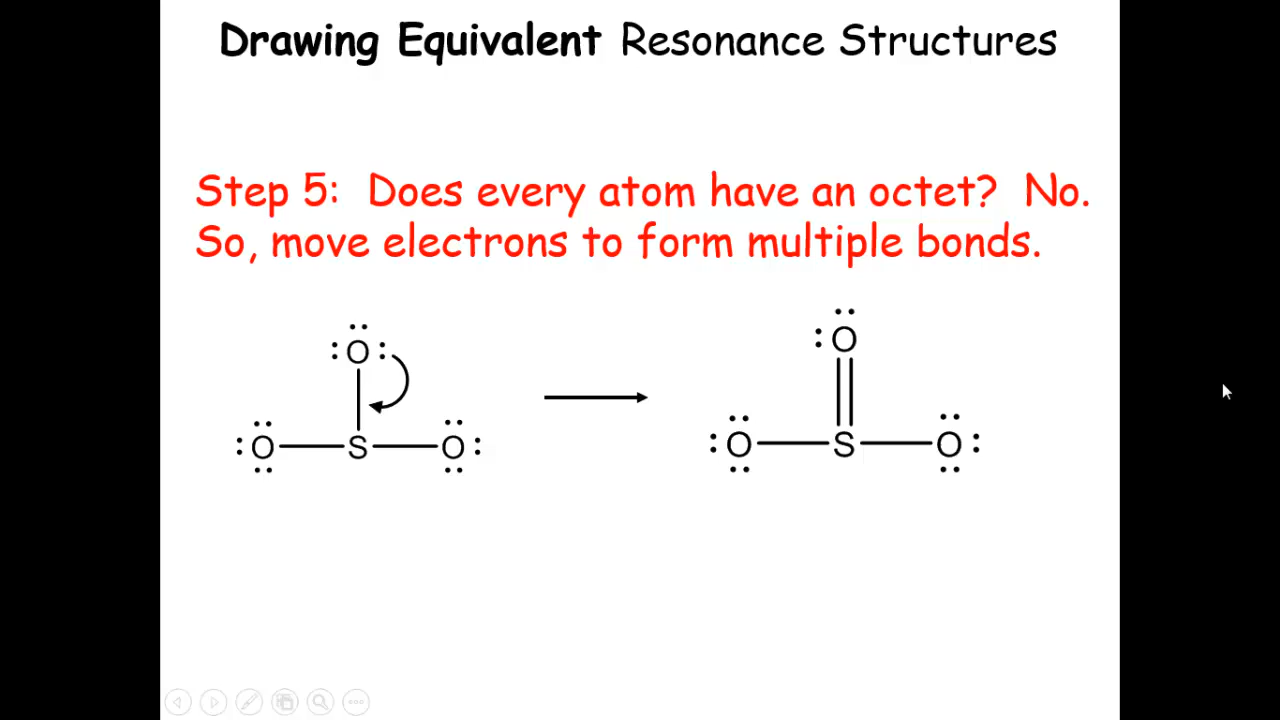 Drawing Equivalent Resonance Structures
Step 5: Does every atom have an octet? No.
So, move electrons to form multiple bonds.
O
O
O S O
O S O